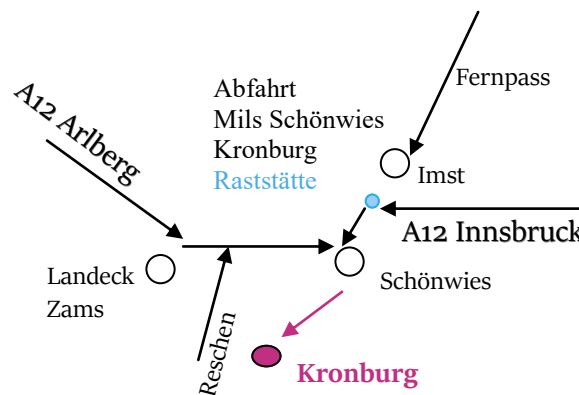 Fernpass
A12 Arlberg
Abfahrt
Mils Schönwies
Kronburg
Raststätte
Imst
A12 Innsbruck
Landeck
Zams
Schönwies
Reschen
Kronburg